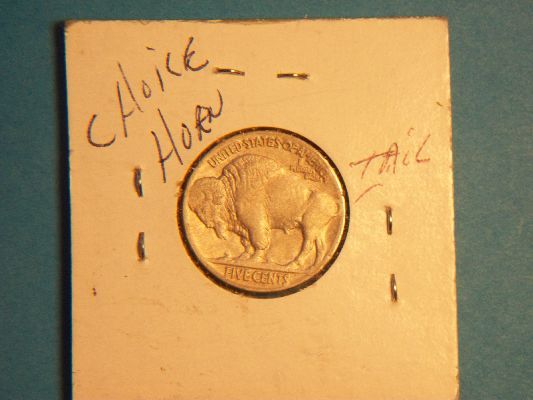 CHOICE
HORN
TAIL
UNITED STATES OF AMERICA
FIVE CENTS